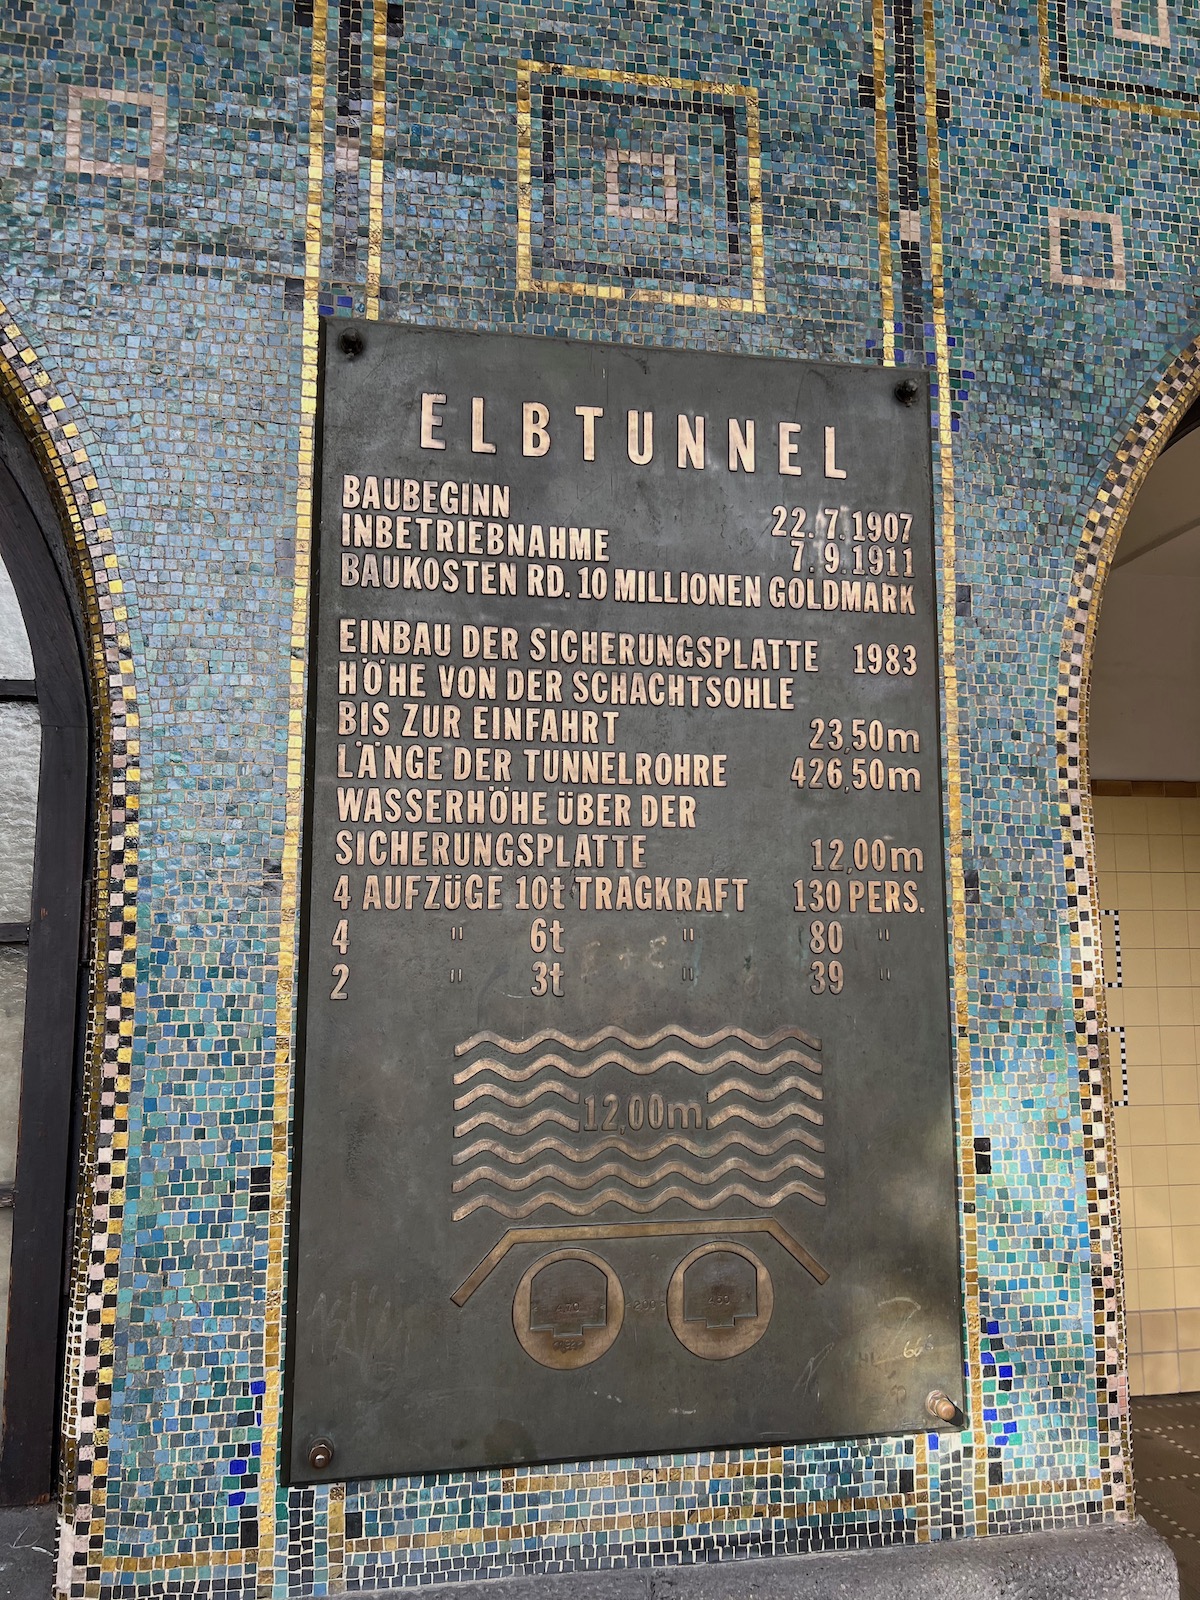 ELBTUNNEL
BAUBEGINN 22.7.1907
INBETRIEBNAHME 7.9.1911
BAUKOSTEN RD. 10 MILLIONEN GOLDMARK
EINBAU DER SICHERUNGSPLATTE 1983
HÖHE VON DER SCHACHTSOHLE
BIS ZUR EINFAHRT 23,50m
LÄNGE DER TUNNELROHRE 426,50m
WASSERHÖHE ÜBER DER
SICHERUNGSPLATTE 12,00m
4 AUFZÜGE 10t TRAGKRAFT 130 PERS.
4 " 6t " 80 "
2 " 3t " 39 "
12,00m